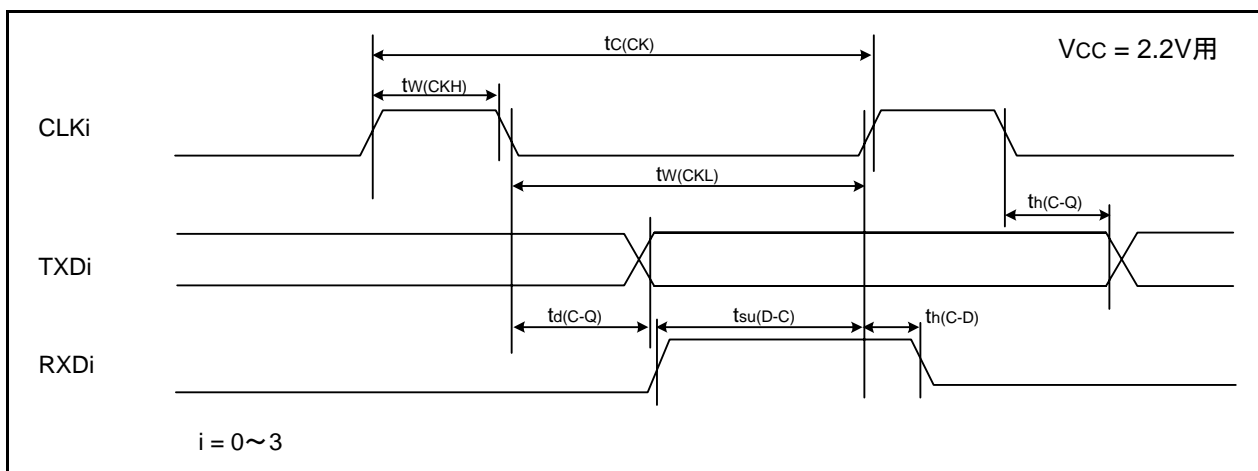 tC(CK)
VCC = 2.2V用
tW(CKH)
CLKi
tW(CKL)
th(C-Q)
TXDi
td(C-Q)
tsu(D-C)
th(C-D)
RXDi
i = 0～3